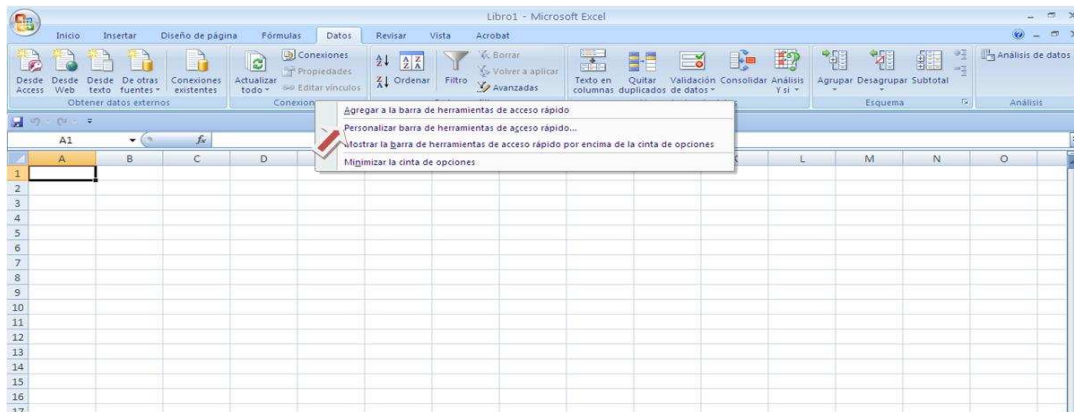 Libro1 - Microsoft Excel
Inicio Insertar Diseño de página Fórmulas Datos Revisar Vista Acrobat
Desde Access
Desde Web
Desde texto
De otras fuentes
Conexiones existentes
Obtener datos externos
Actualizar todo
Conexiones
Propiedades
Editar vínculos
Conexion
Ordenar
Filtro
Borrar
Volver a aplicar
Avanzadas
Texto en columnas
Quitar duplicados
Validación de datos
Consolidar
Análisis Y si
Agrupar
Desagrupar
Subtotal
Esquema
Análisis de datos
Análisis
Agregar a la barra de herramientas de acceso rápido
Personalizar barra de herramientas de acceso rápido...
Mostrar la barra de herramientas de acceso rápido por encima de la cinta de opciones
Minimizar la cinta de opciones
A1 fx
A B C D L M N O
1
2
3
4
5
6
7
8
9
10
11
12
13
14
15
16
17